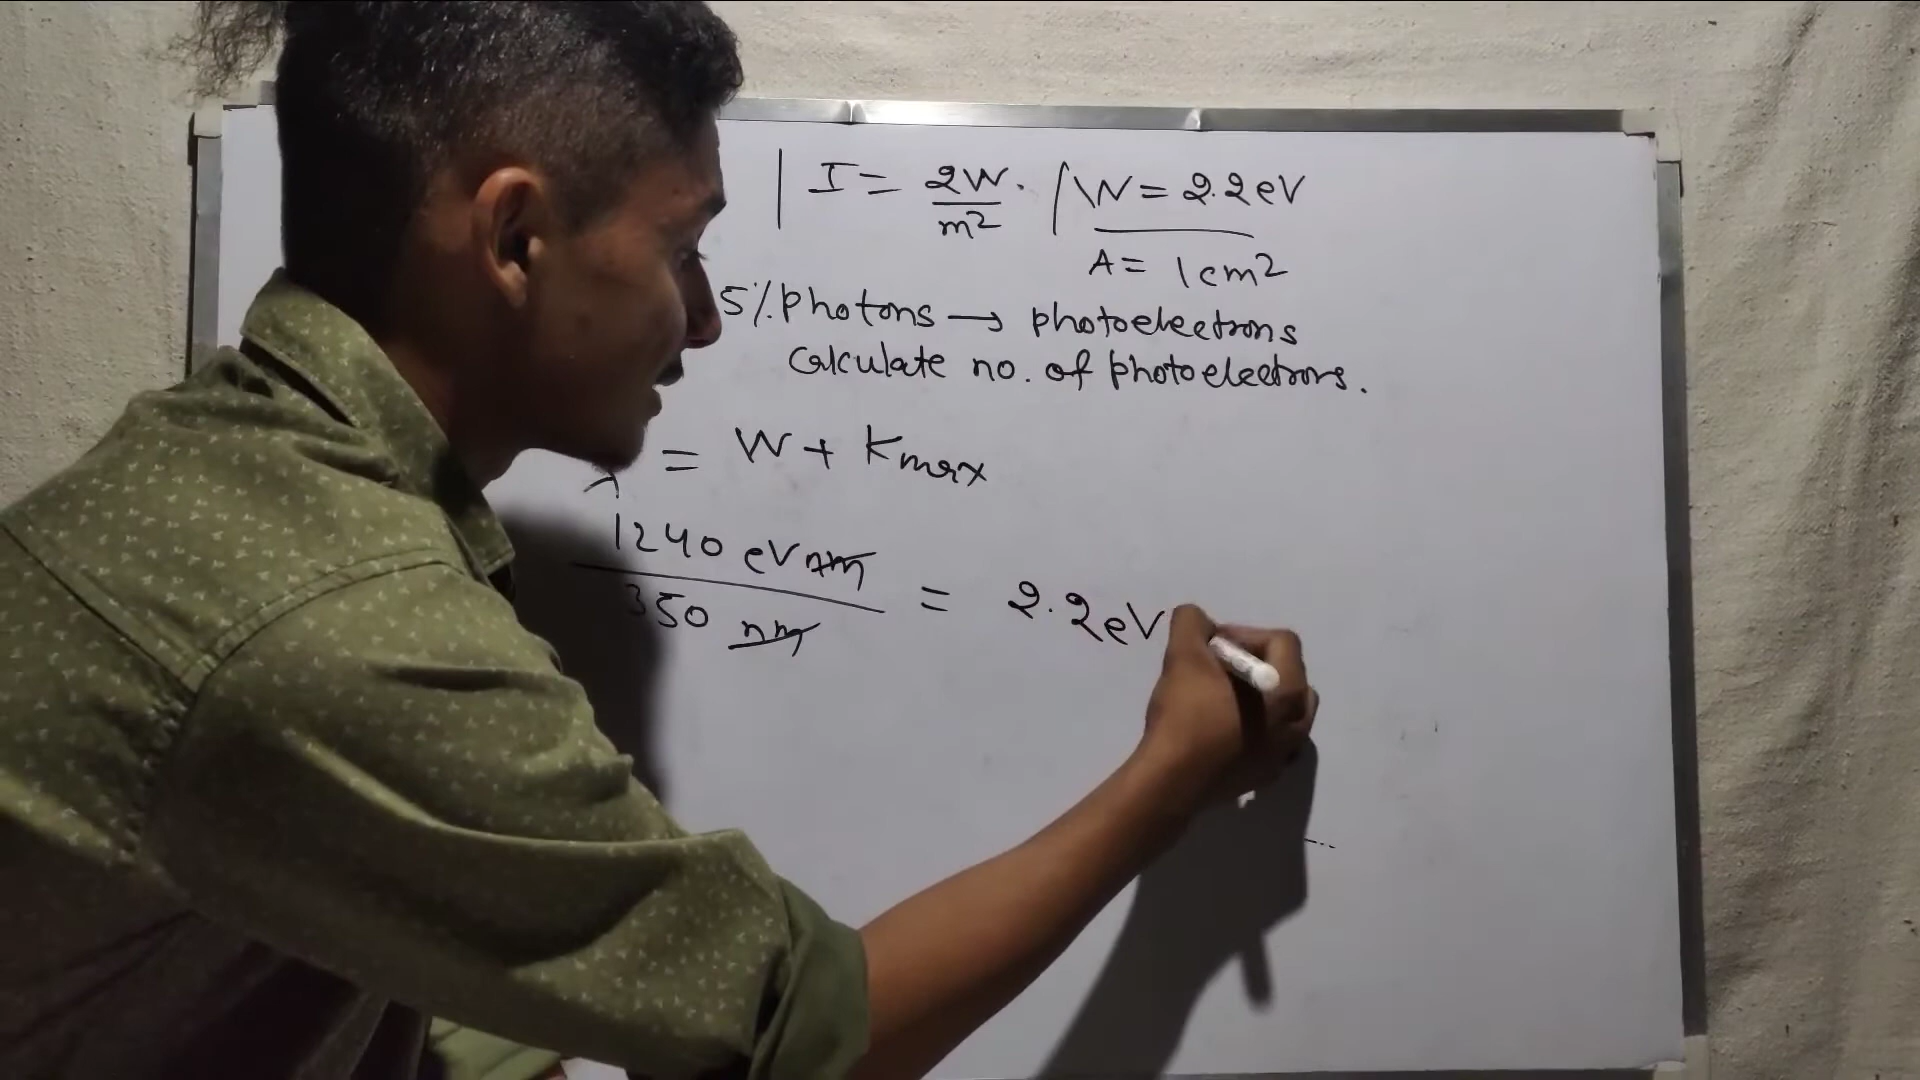 I = 2W/m² | W = 2.2eV
A = 1cm²
5% Photons → photoelectrons
Calculate no. of photoelectrons.
= W + Kmax
1240 eV nm
350 nm
= 2.2eV